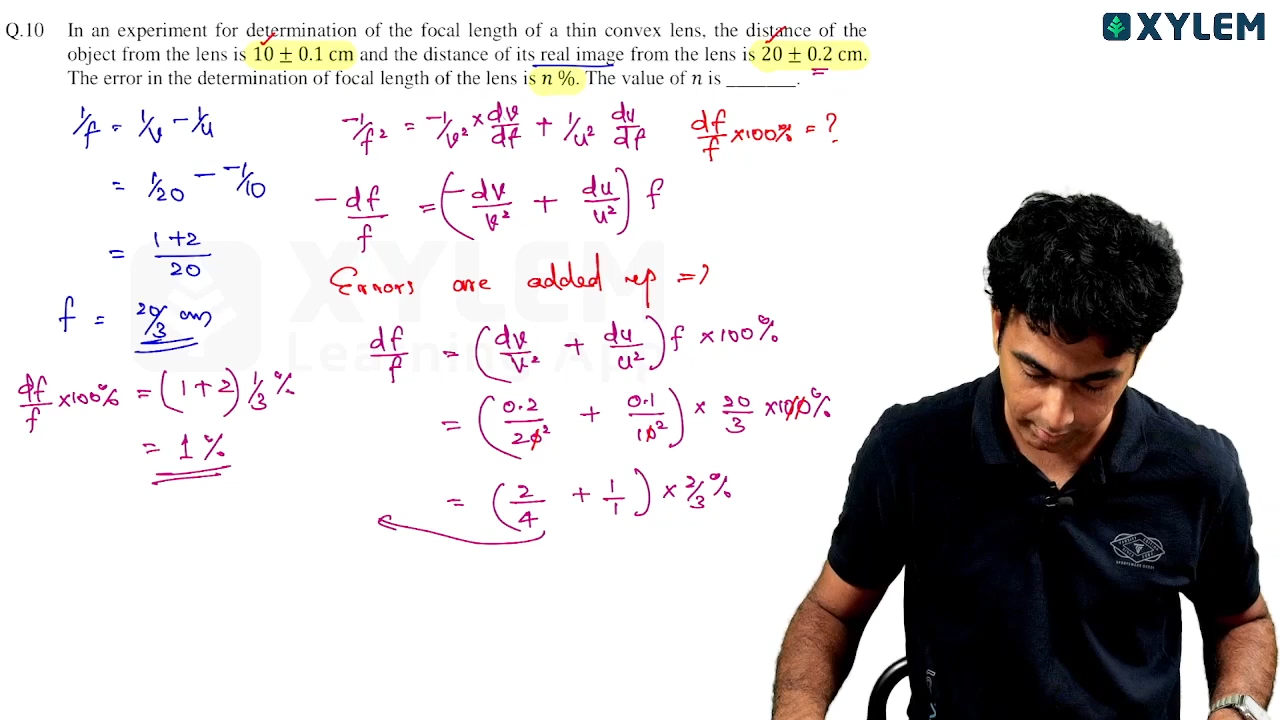 XYLEM
Q.10 In an experiment for determination of the focal length of a thin convex lens, the distance of the
object from the lens is 10 ± 0.1 cm and the distance of its real image from the lens is 20 ± 0.2 cm.
The error in the determination of focal length of the lens is n %. The value of n is _______.
1/f = 1/v - 1/u
= 1/20 - -1/10
= 1+2/20
f = 20/3 cm
df/f ×100% = (1+2) 1/3 %
= 1%
-1/f² = -1/v² × dv/df + 1/u² du/df
df/f ×100% = ?
-df/f = (-dv/v² + du/u²) f
Errors are added up =?
df/f = (dv/v² + du/u²) f × 100%
= (0.2/20² + 0.1/10²) × 20/3 ×100%
= (2/4 + 1/1) × 2/3 %
XYLEM
Learning App